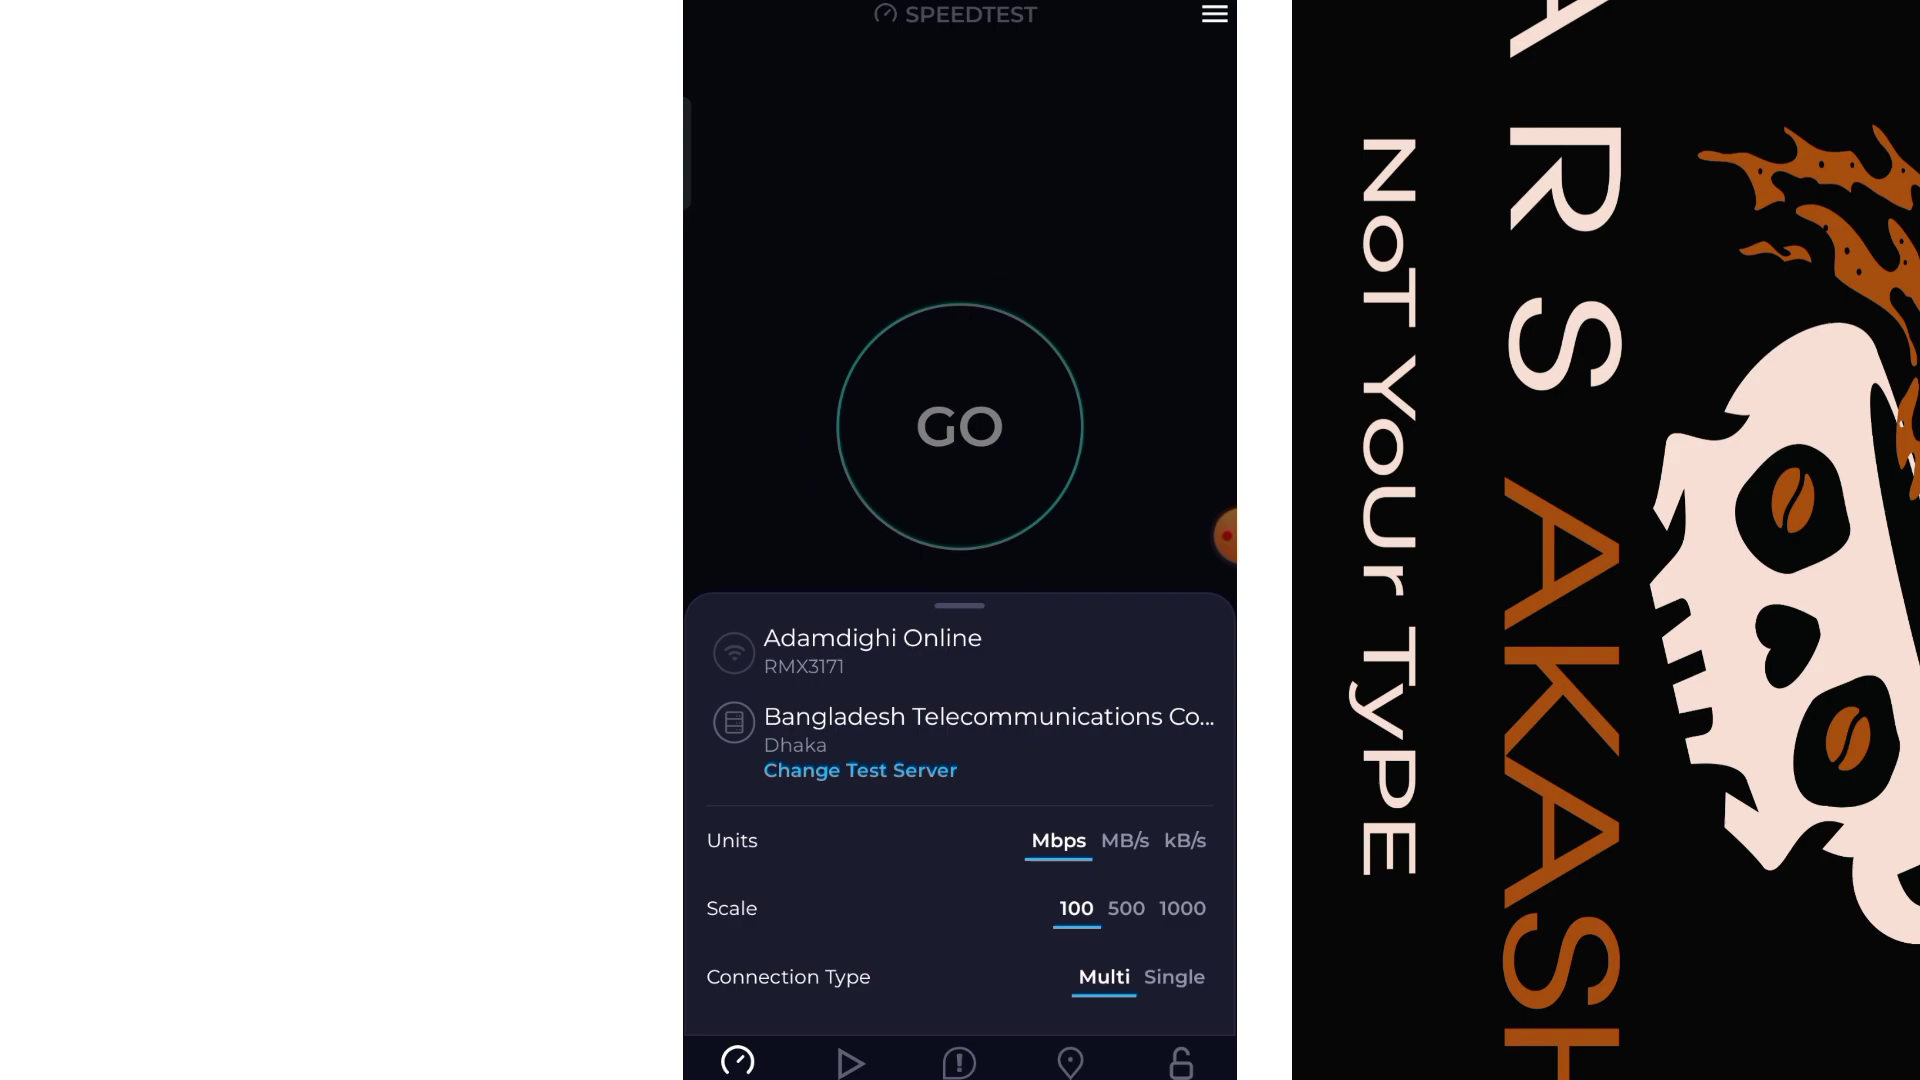 SPEEDTEST
GO
Adamdighi Online
RMX3171
Bangladesh Telecommunications Co...
Dhaka
Change Test Server
Units
Mbps MB/s kB/s
Scale
100 500 1000
Connection Type
Multi Single
ARS AKASH
NoT YOUr TyPE